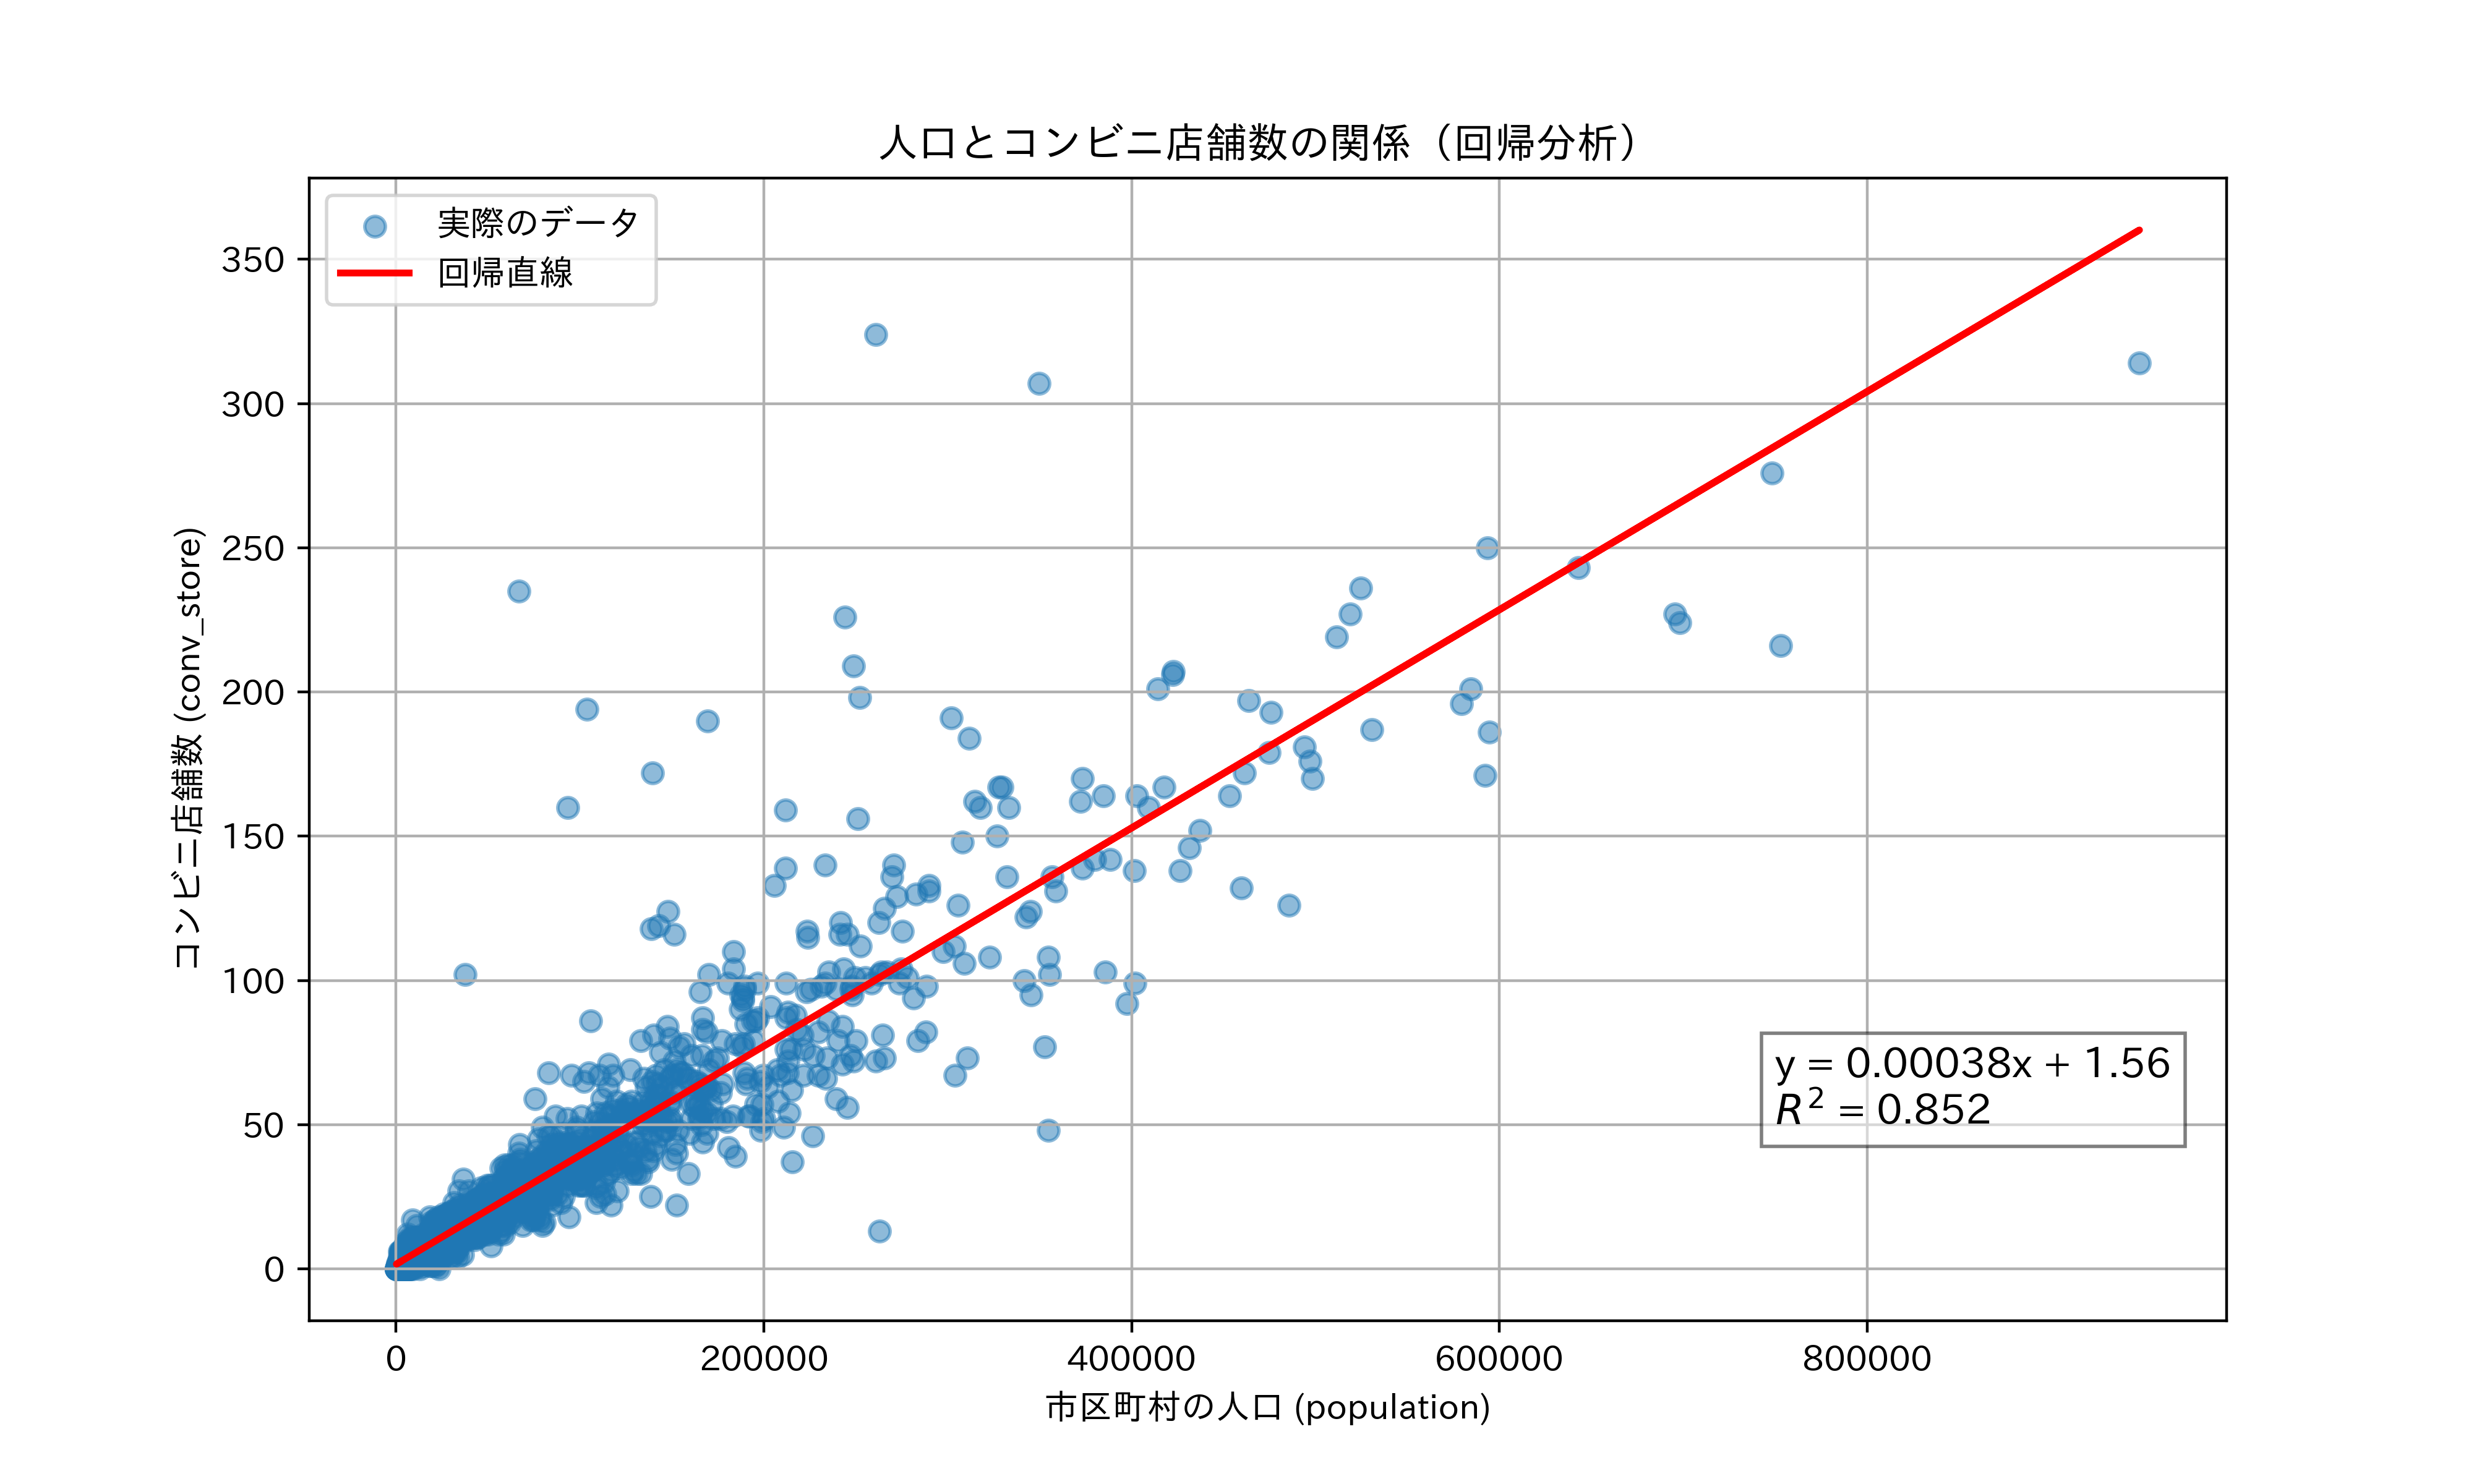 人口とコンビニ店舗数の関係（回帰分析）
実際のデータ
回帰直線
350
300
250
200
150
100
50
0
コンビニ店舗数 (conv_store)
y = 0.00038x + 1.56
R² = 0.852
0 200000 400000 600000 800000
市区町村の人口 (population)